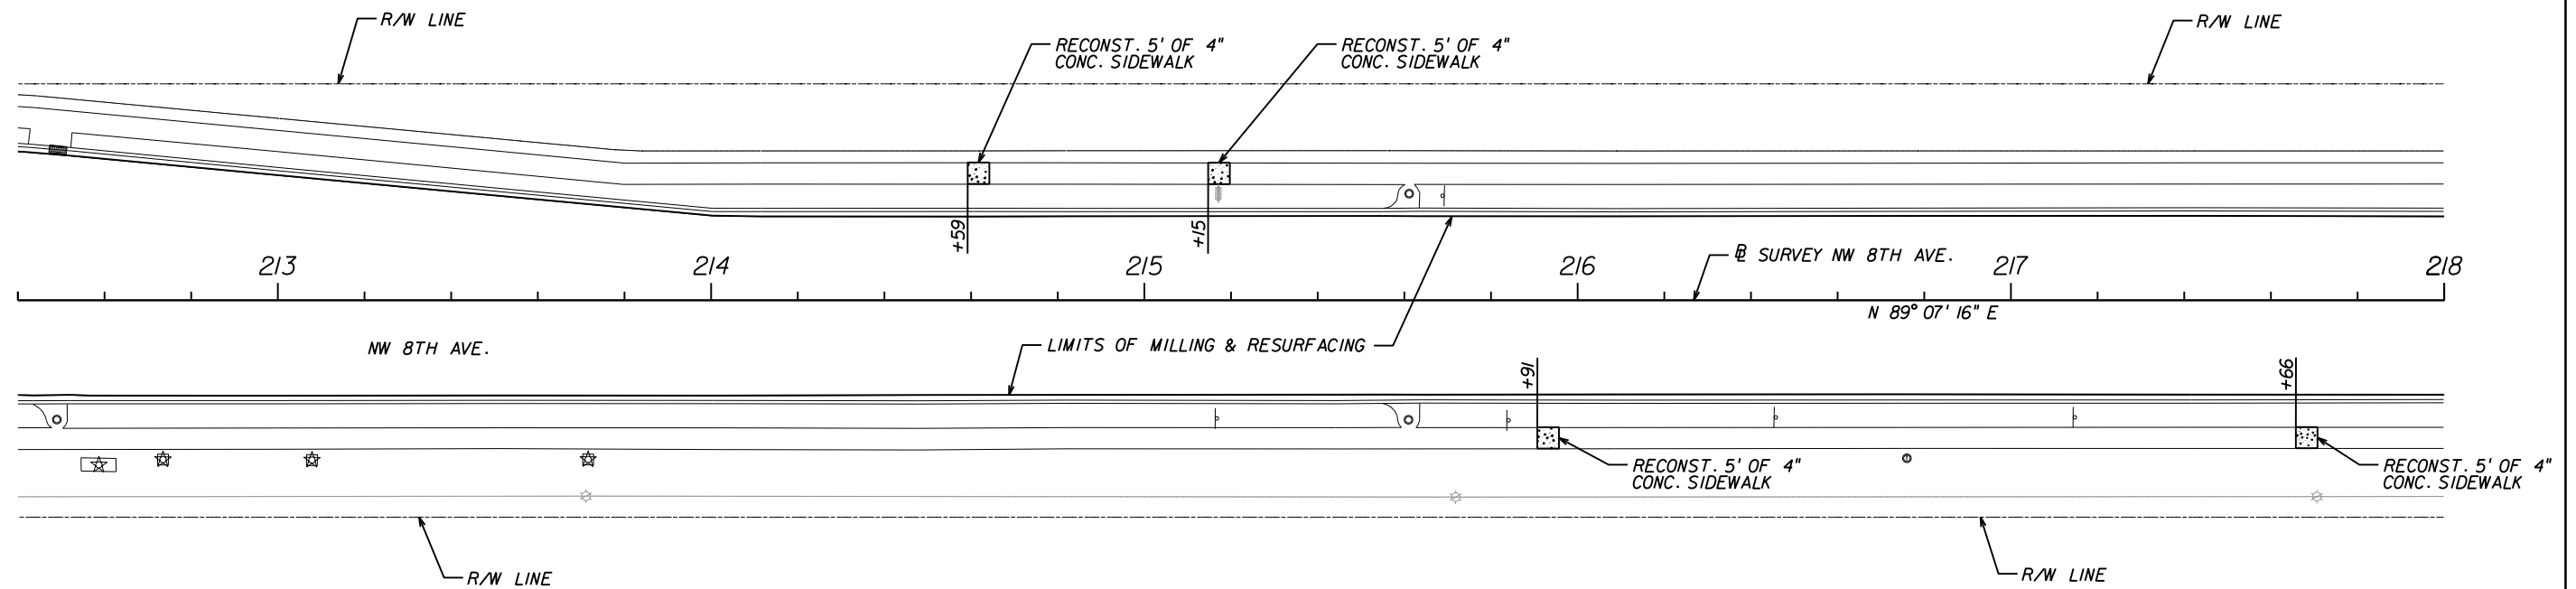 R/W LINE
R/W LINE
RECONST. 5' OF 4"
CONC. SIDEWALK
RECONST. 5' OF 4"
CONC. SIDEWALK
+59
+15
213
214
215
216
217
218
℄ SURVEY NW 8TH AVE.
N 89° 07' 16" E
NW 8TH AVE.
LIMITS OF MILLING & RESURFACING
+91
+66
RECONST. 5' OF 4"
CONC. SIDEWALK
RECONST. 5' OF 4"
CONC. SIDEWALK
R/W LINE
R/W LINE